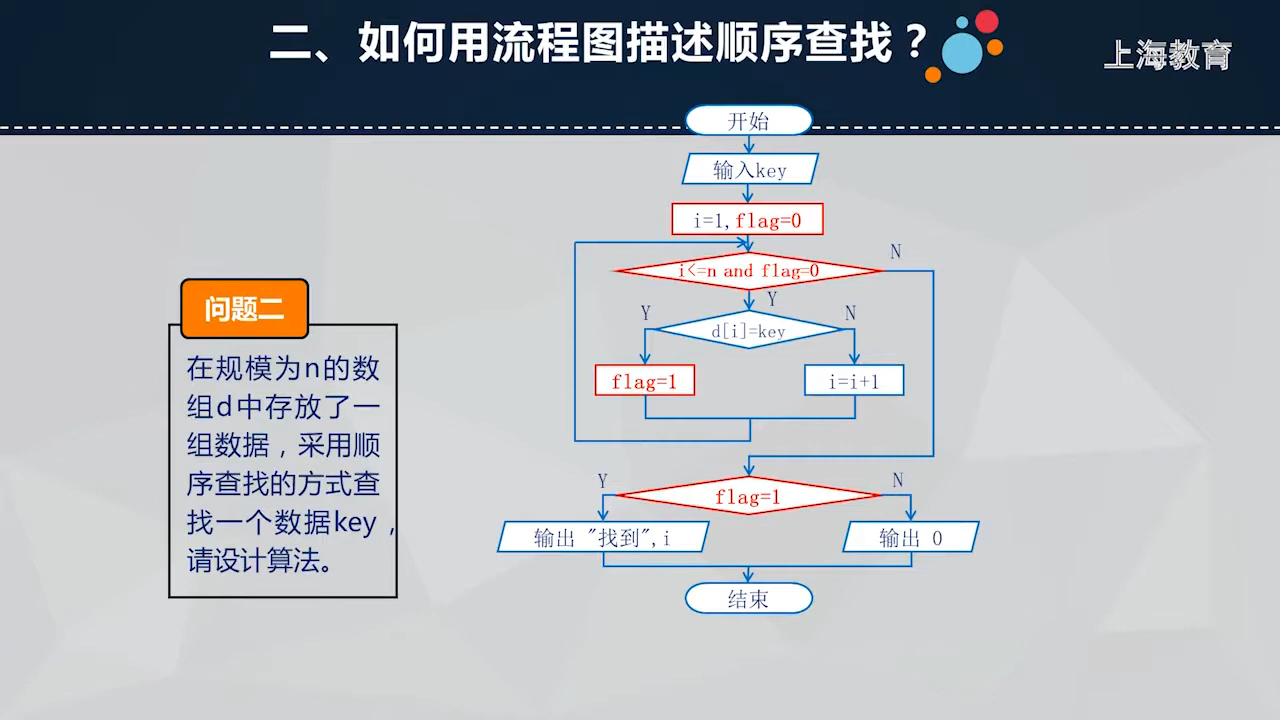 二、如何用流程图描述顺序查找？
上海教育
开始
输入key
i=1,flag=0
i<=n and flag=0
N
Y
d[i]=key
Y
N
flag=1
i=i+1
flag=1
Y
N
输出 "找到",i
输出 0
结束
问题二
在规模为n的数
组d中存放了一
组数据，采用顺
序查找的方式查
找一个数据key，
请设计算法。